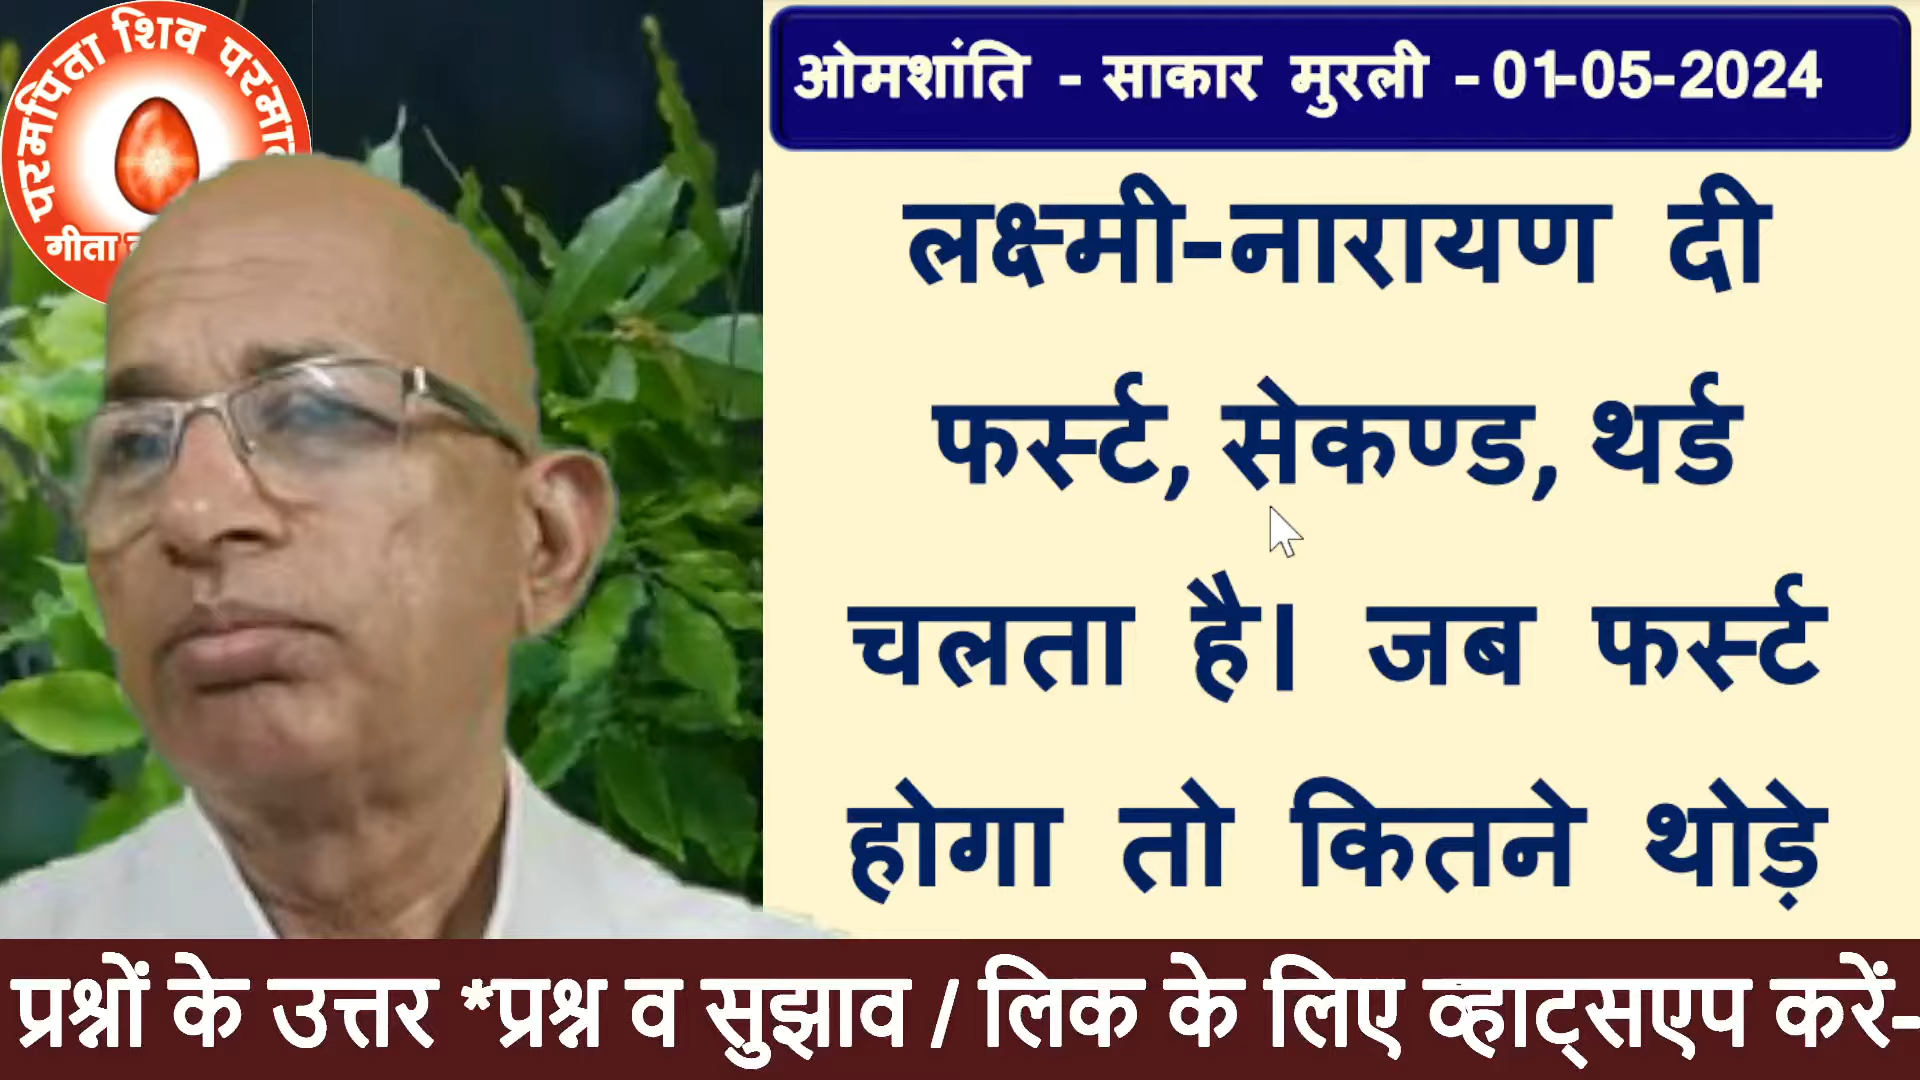 परमपिता शिव
गीता
ओमशांति - साकार मुरली - 01-05-2024
लक्ष्मी-नारायण दी
फर्स्ट, सेकण्ड, थर्ड
चलता है। जब फर्स्ट
होगा तो कितने थोड़े
प्रश्नों के उत्तर *प्रश्न व सुझाव / लिंक के लिए व्हाट्सएप करें-